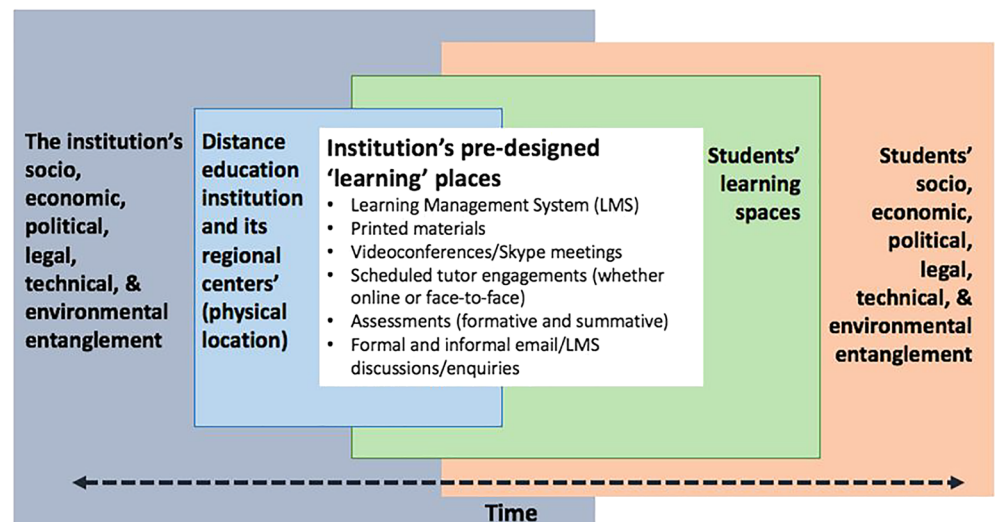 The institution's
socio,
economic,
political,
legal,
technical, &
environmental
entanglement
Distance
education
institution
and its
regional
centers'
(physical
location)
Institution's pre-designed
'learning' places
• Learning Management System (LMS)
• Printed materials
• Videoconferences/Skype meetings
• Scheduled tutor engagements (whether
online or face-to-face)
• Assessments (formative and summative)
• Formal and informal email/LMS
discussions/enquiries
Students'
learning
spaces
Students'
socio,
economic,
political,
legal,
technical, &
environmental
entanglement
Time